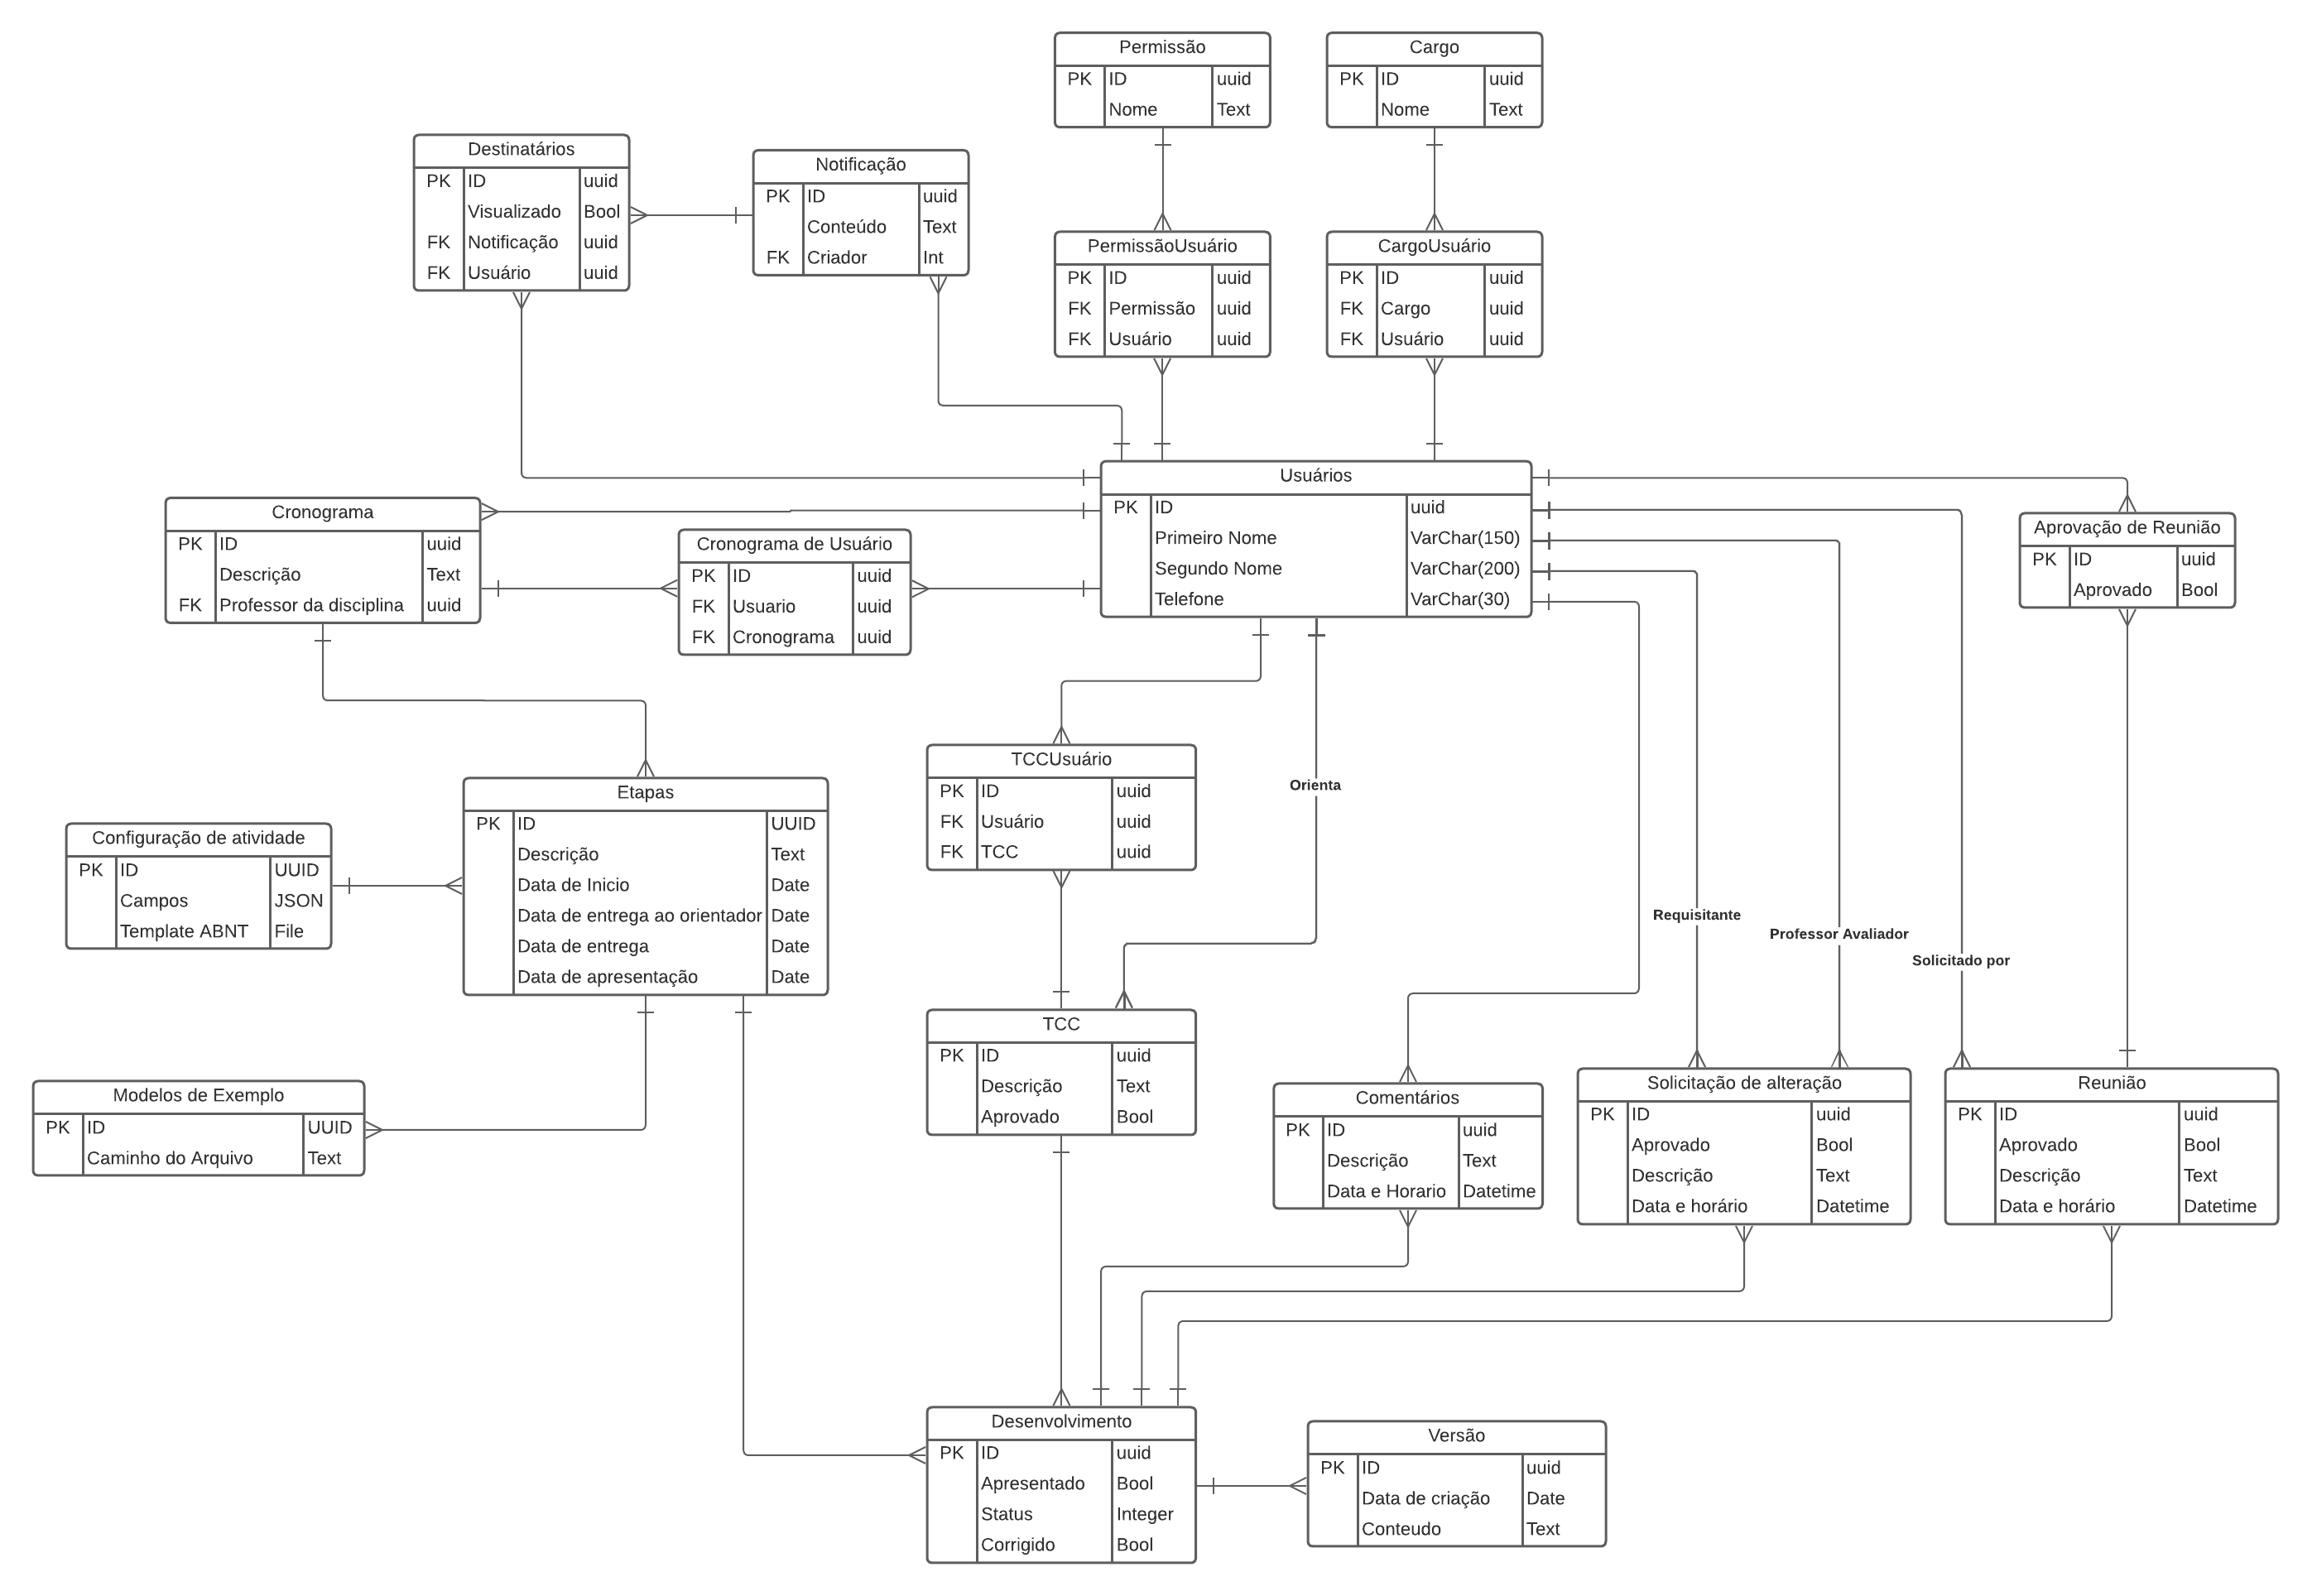 Permissão
PK ID uuid
Nome Text
Cargo
PK ID uuid
Nome Text
Destinatários
PK ID uuid
Visualizado Bool
FK Notificação uuid
FK Usuário uuid
Notificação
PK ID uuid
Conteúdo Text
FK Criador Int
PermissãoUsuário
PK ID uuid
FK Permissão uuid
FK Usuário uuid
CargoUsuário
PK ID uuid
FK Cargo uuid
FK Usuário uuid
Usuários
PK ID uuid
Primeiro Nome VarChar(150)
Segundo Nome VarChar(200)
Telefone VarChar(30)
Cronograma
PK ID uuid
Descrição Text
FK Professor da disciplina uuid
Cronograma de Usuário
PK ID uuid
FK Usuario uuid
FK Cronograma uuid
Aprovação de Reunião
PK ID uuid
Aprovado Bool
TCCUsuário
PK ID uuid
FK Usuário uuid
FK TCC uuid
Orienta
Etapas
PK ID UUID
Descrição Text
Data de Inicio Date
Data de entrega ao orientador Date
Data de entrega Date
Data de apresentação Date
Configuração de atividade
PK ID UUID
Campos JSON
Template ABNT File
Requisitante
Professor Avaliador
Solicitado por
TCC
PK ID uuid
Descrição Text
Aprovado Bool
Modelos de Exemplo
PK ID UUID
Caminho do Arquivo Text
Comentários
PK ID uuid
Descrição Text
Data e Horario Datetime
Solicitação de alteração
PK ID uuid
Aprovado Bool
Descrição Text
Data e horário Datetime
Reunião
PK ID uuid
Aprovado Bool
Descrição Text
Data e horário Datetime
Desenvolvimento
PK ID uuid
Apresentado Bool
Status Integer
Corrigido Bool
Versão
PK ID uuid
Data de criação Date
Conteudo Text